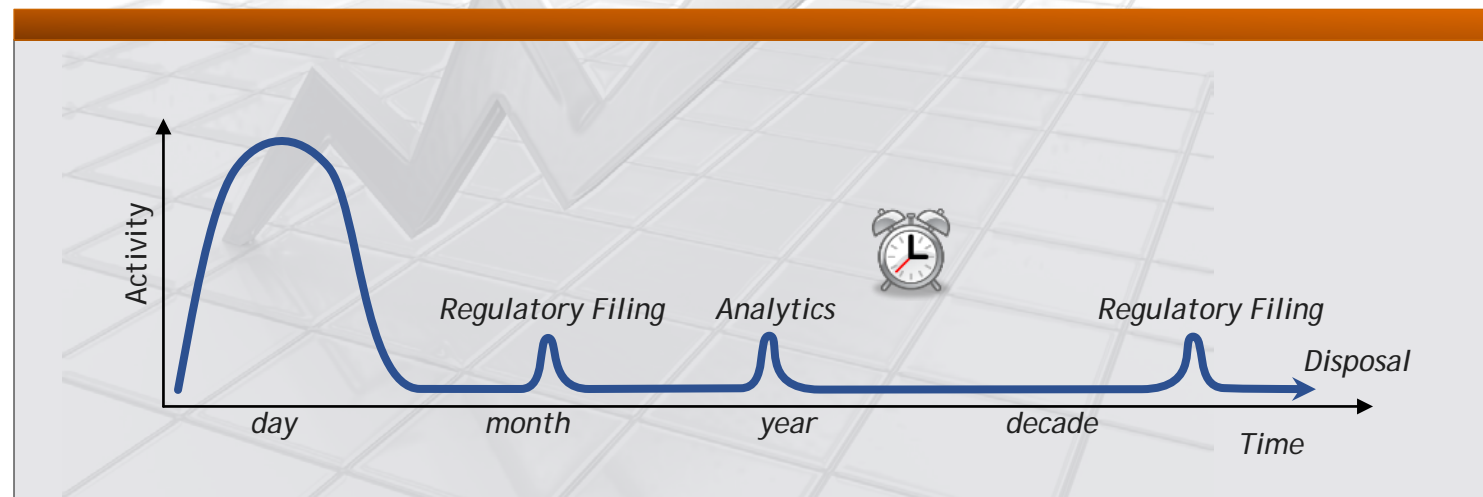 Activity
Regulatory Filing
Analytics
Regulatory Filing
Disposal
day
month
year
decade
Time